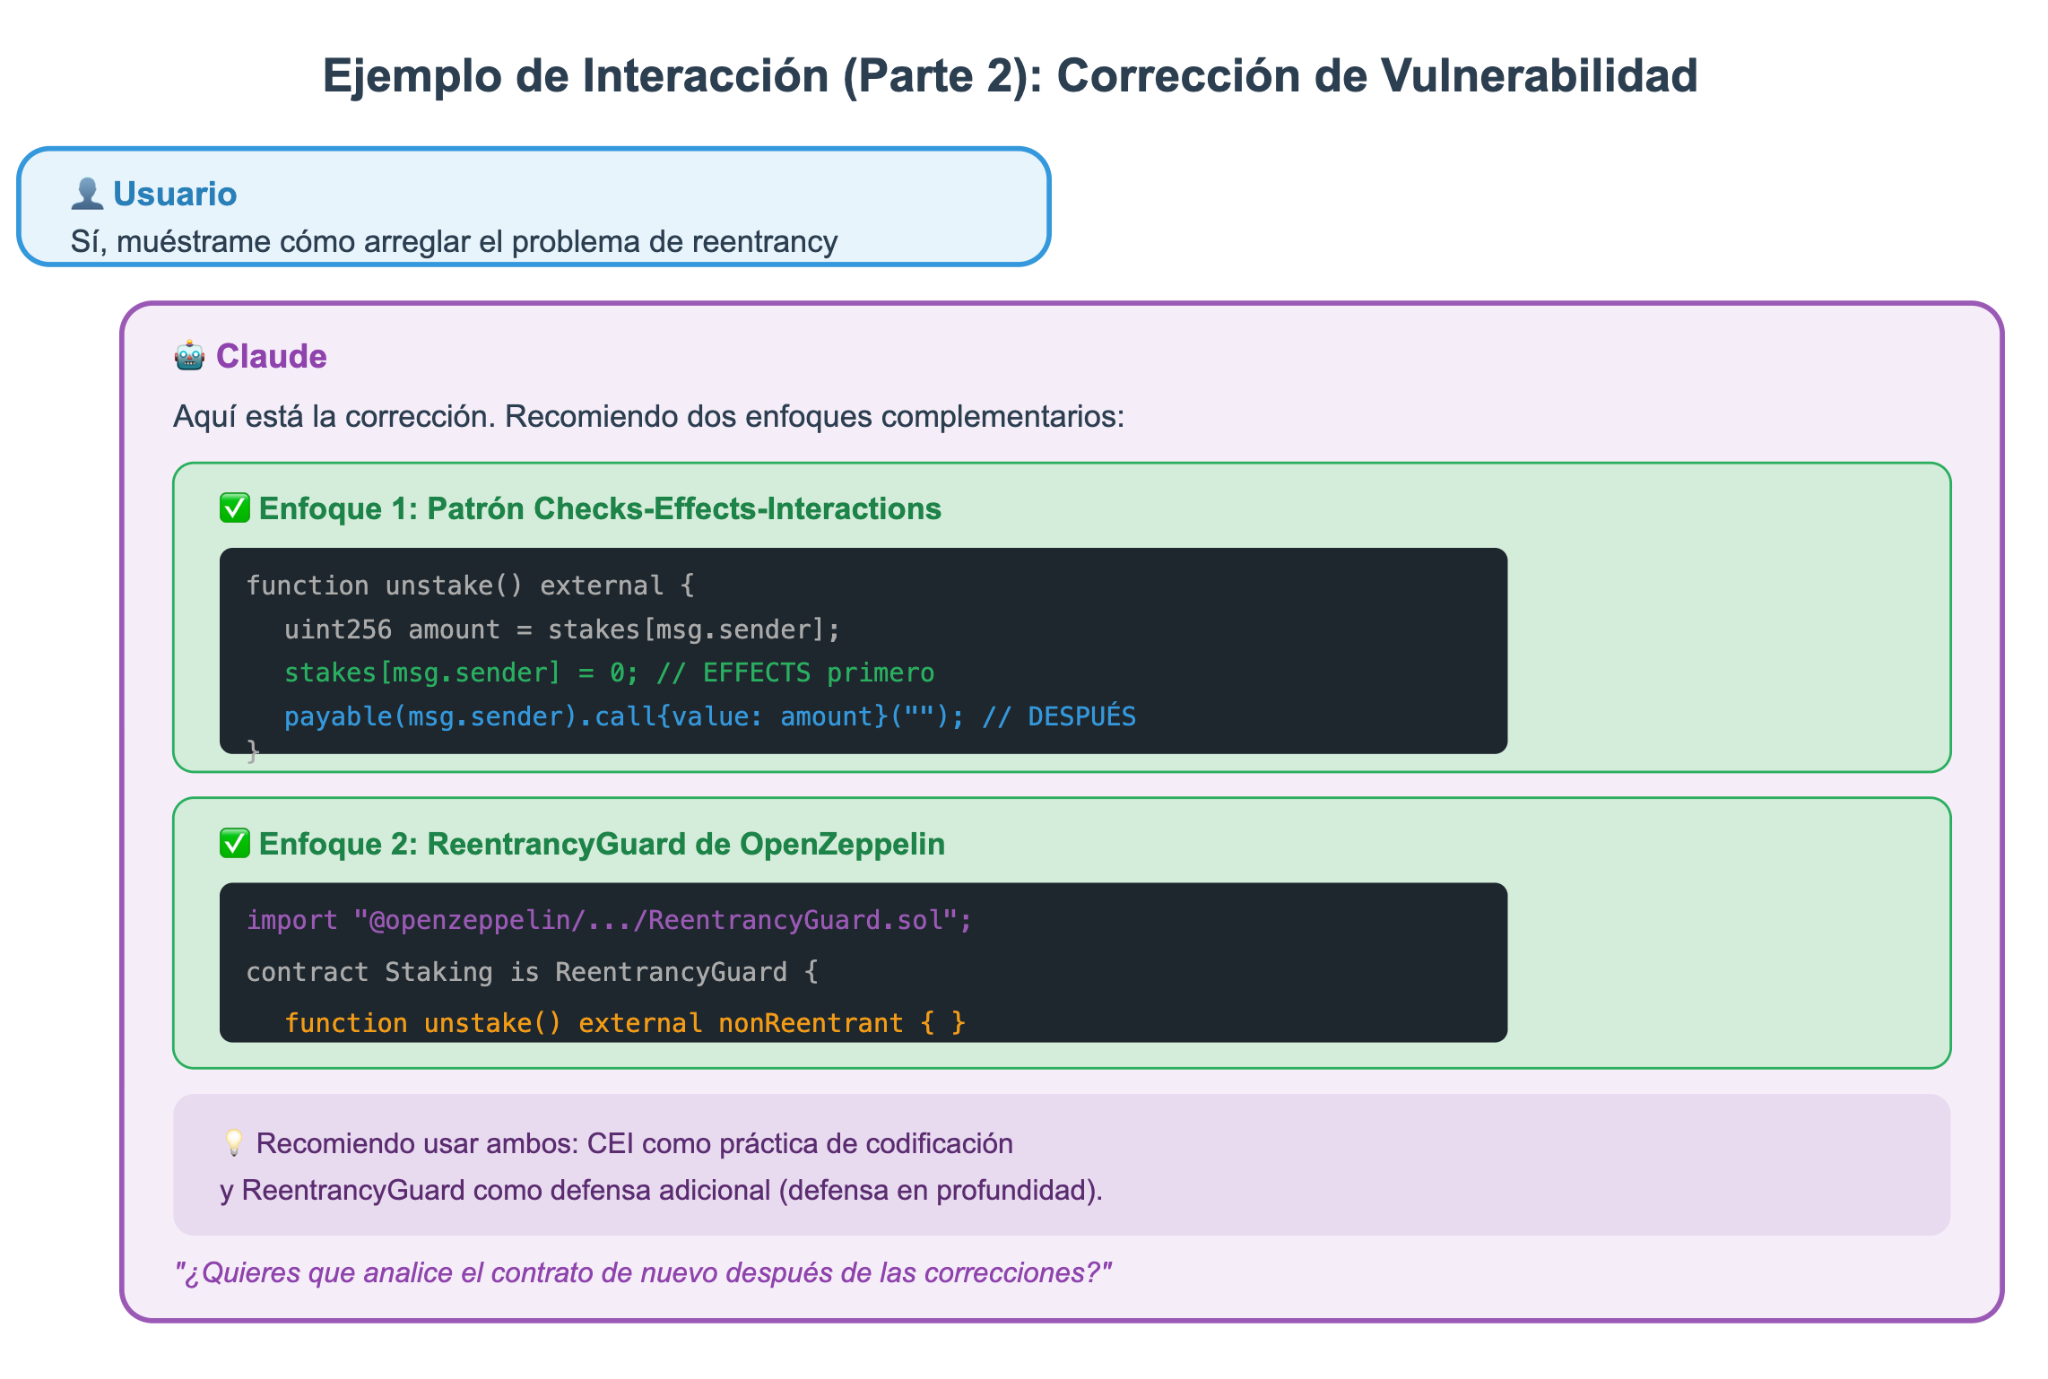 Ejemplo de Interacción (Parte 2): Corrección de Vulnerabilidad
👤 Usuario
Sí, muéstrame cómo arreglar el problema de reentrancy
🤖 Claude
Aquí está la corrección. Recomiendo dos enfoques complementarios:
✅ Enfoque 1: Patrón Checks-Effects-Interactions
function unstake() external {
uint256 amount = stakes[msg.sender];
stakes[msg.sender] = 0; // EFFECTS primero
payable(msg.sender).call{value: amount}(""); // DESPUÉS
}
✅ Enfoque 2: ReentrancyGuard de OpenZeppelin
import "@openzeppelin/.../ReentrancyGuard.sol";
contract Staking is ReentrancyGuard {
function unstake() external nonReentrant { }
💡 Recomiendo usar ambos: CEI como práctica de codificación
y ReentrancyGuard como defensa adicional (defensa en profundidad).
"¿Quieres que analice el contrato de nuevo después de las correcciones?"